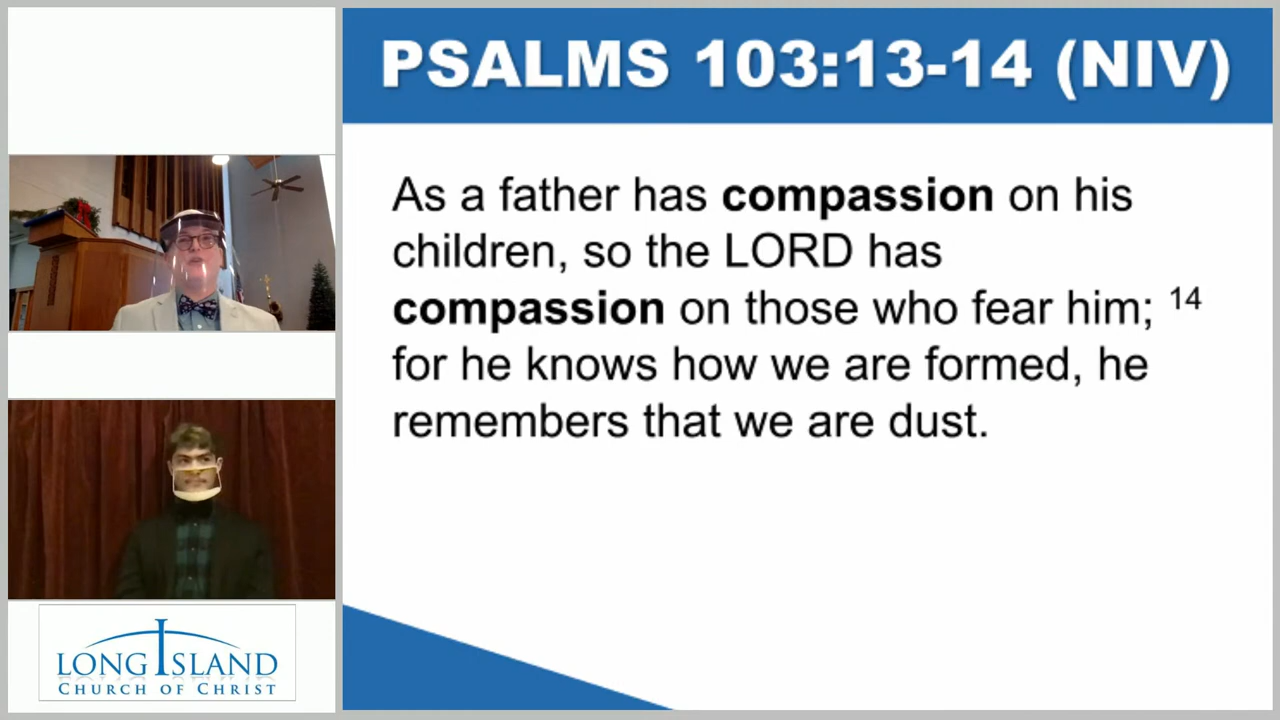 PSALMS 103:13-14 (NIV)
As a father has compassion on his
children, so the LORD has
compassion on those who fear him; 14
for he knows how we are formed, he
remembers that we are dust.
LONG ISLAND
CHURCH OF CHRIST